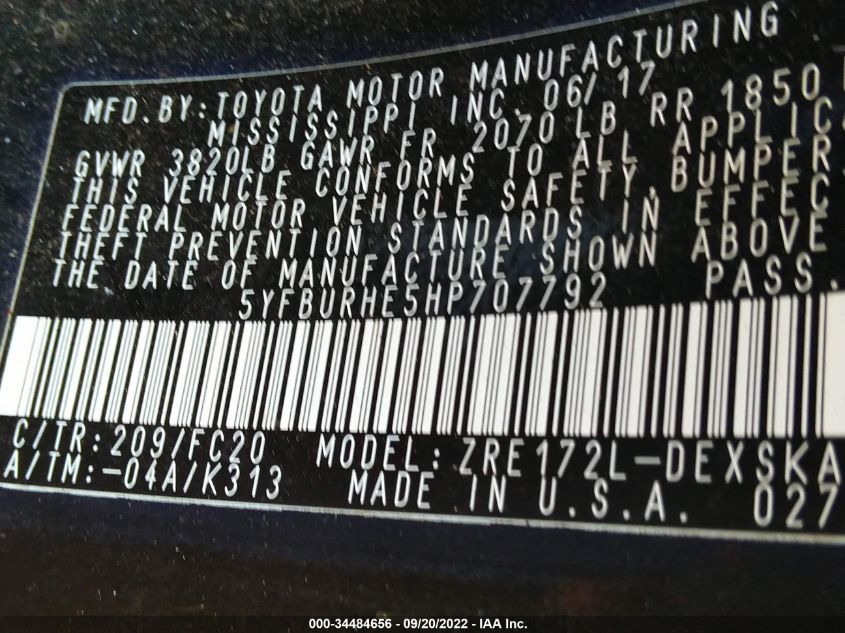 MFD. BY: TOYOTA MOTOR MANUFACTURING
MISSISSIPPI INC. 06/17
GVWR 3820LB GAWR FR 2070 LB RR 1850
THIS VEHICLE CONFORMS TO ALL APPLIC
FEDERAL MOTOR VEHICLE SAFETY, BUMPER,
THEFT PREVENTION STANDARDS IN EFFEC
THE DATE OF MANUFACTURE SHOWN ABOVE
5YFBURHE5HP707792 PASS.
C/TR: 209/FC20 MODEL: ZRE172L-DEXSKA
A/TM: -04A/K313 MADE IN U.S.A. 027
000-34484656 - 09/20/2022 - IAA Inc.